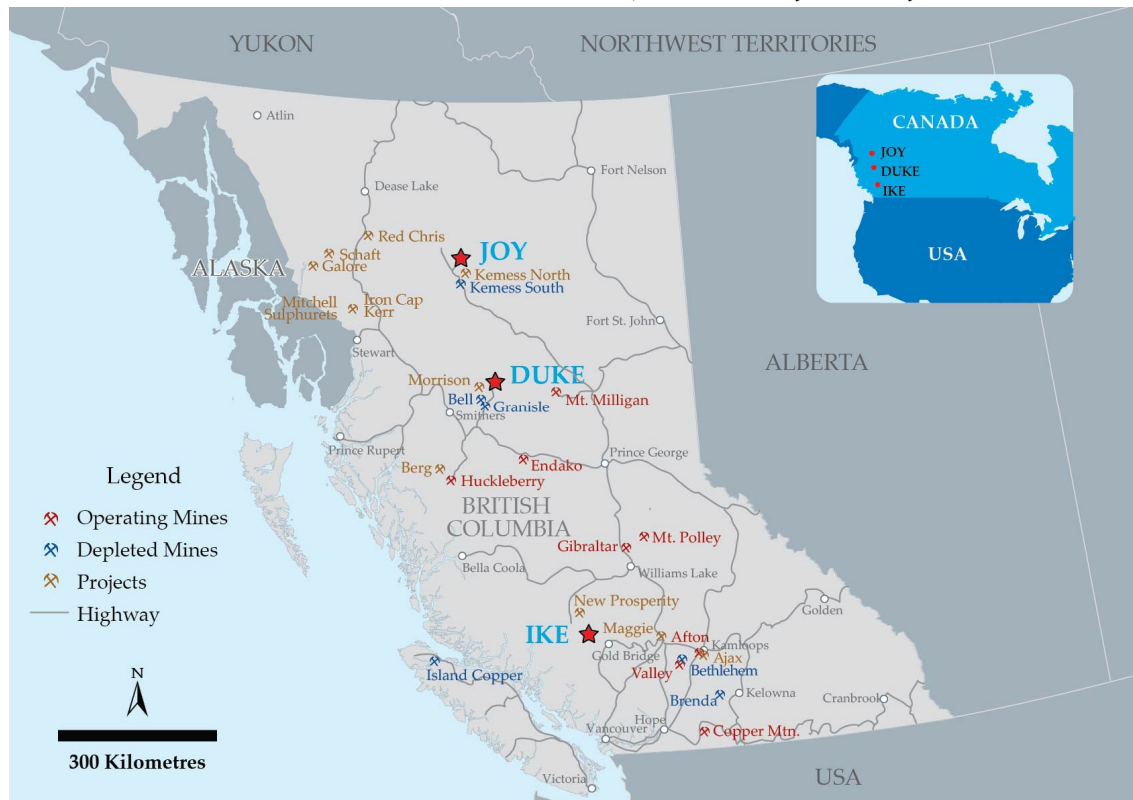 YUKON
NORTHWEST TERRITORIES
CANADA
JOY
DUKE
IKE
USA
Atlin
Fort Nelson
Dease Lake
Red Chris
Schaft
Galore
JOY
Kemess North
Kemess South
ALASKA
Mitchell
Sulphurets
Iron Cap
Kerr
Fort St. John
Stewart
ALBERTA
Morrison
DUKE
Bell
Granisle
Mt. Milligan
Smithers
Prince Rupert
Prince George
Berg
Endako
Huckleberry
BRITISH
COLUMBIA
Legend
Operating Mines
Depleted Mines
Projects
Highway
Gibraltar
Mt. Polley
Bella Coola
Williams Lake
New Prosperity
Golden
IKE
Maggie
Afton
Kamloops
Gold Bridge
Ajax
Valley
Bethlehem
Island Copper
Brenda
Kelowna
Cranbrook
N
300 Kilometres
Vancouver
Hope
Copper Mtn.
Victoria
USA